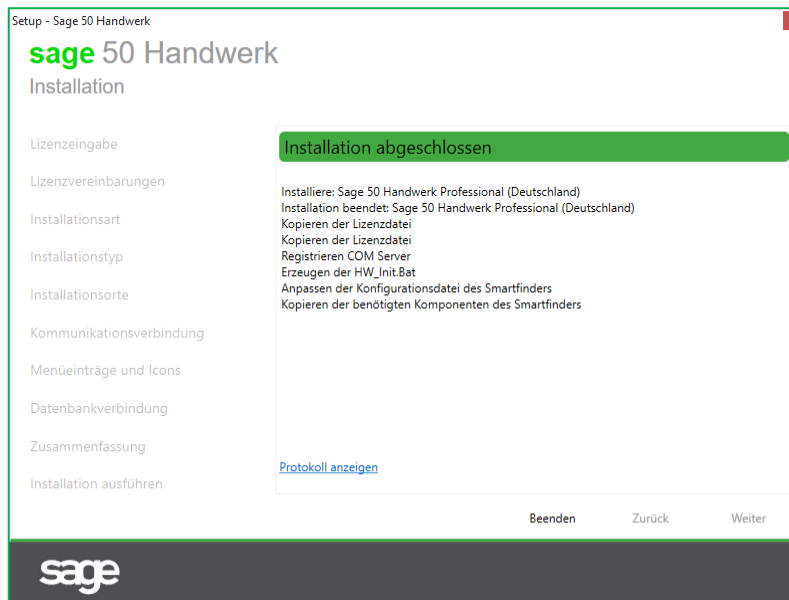 Setup - Sage 50 Handwerk
sage 50 Handwerk
Installation
Lizenzeingabe
Lizenzvereinbarungen
Installationsart
Installationstyp
Installationsorte
Kommunikationsverbindung
Menüeinträge und Icons
Datenbankverbindung
Zusammenfassung
Installation ausführen
Installation abgeschlossen
Installiere: Sage 50 Handwerk Professional (Deutschland)
Installation beendet: Sage 50 Handwerk Professional (Deutschland)
Kopieren der Lizenzdatei
Kopieren der Lizenzdatei
Registrieren COM Server
Erzeugen der HW_Init.Bat
Anpassen der Konfigurationsdatei des Smartfinders
Kopieren der benötigten Komponenten des Smartfinders
Protokoll anzeigen
Beenden Zurück Weiter
sage